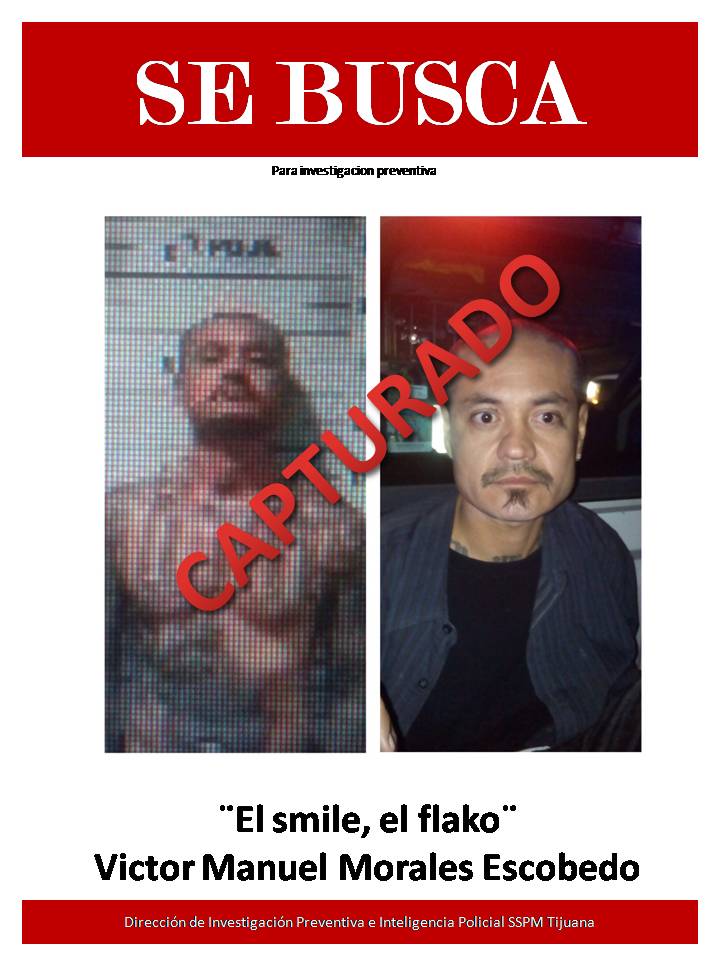 SE BUSCA
Para investigacion preventiva
CAPTURADO
¨El smile, el flako¨
Victor Manuel Morales Escobedo
Dirección de Investigación Preventiva e Inteligencia Policial SSPM Tijuana